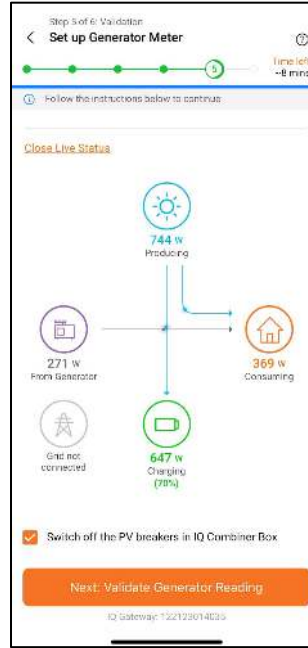 Step 5 of 6: Validation
Set up Generator Meter
5
Time left
~8 mins
Follow the instructions below to continue
Close Live Status
744 W
Producing
271 W
From Generator
369 W
Consuming
Grid not
connected
647 W
Charging
(78%)
Switch off the PV breakers in IQ Combiner Box
Next: Validate Generator Reading
IQ Gateway: